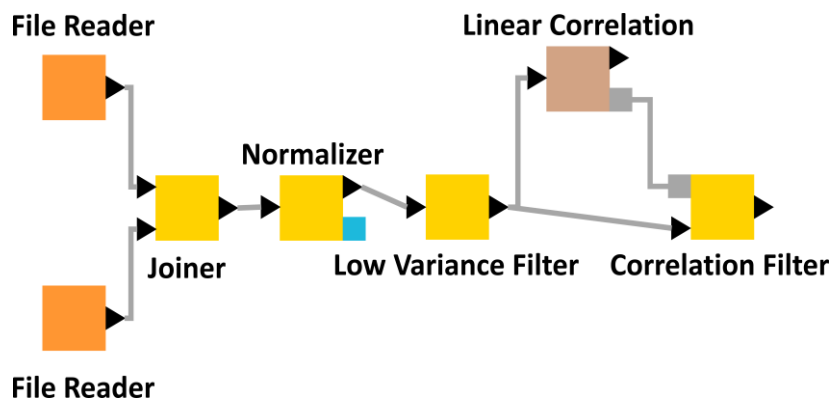 File Reader
Linear Correlation
Normalizer
Joiner
Low Variance Filter
Correlation Filter
File Reader